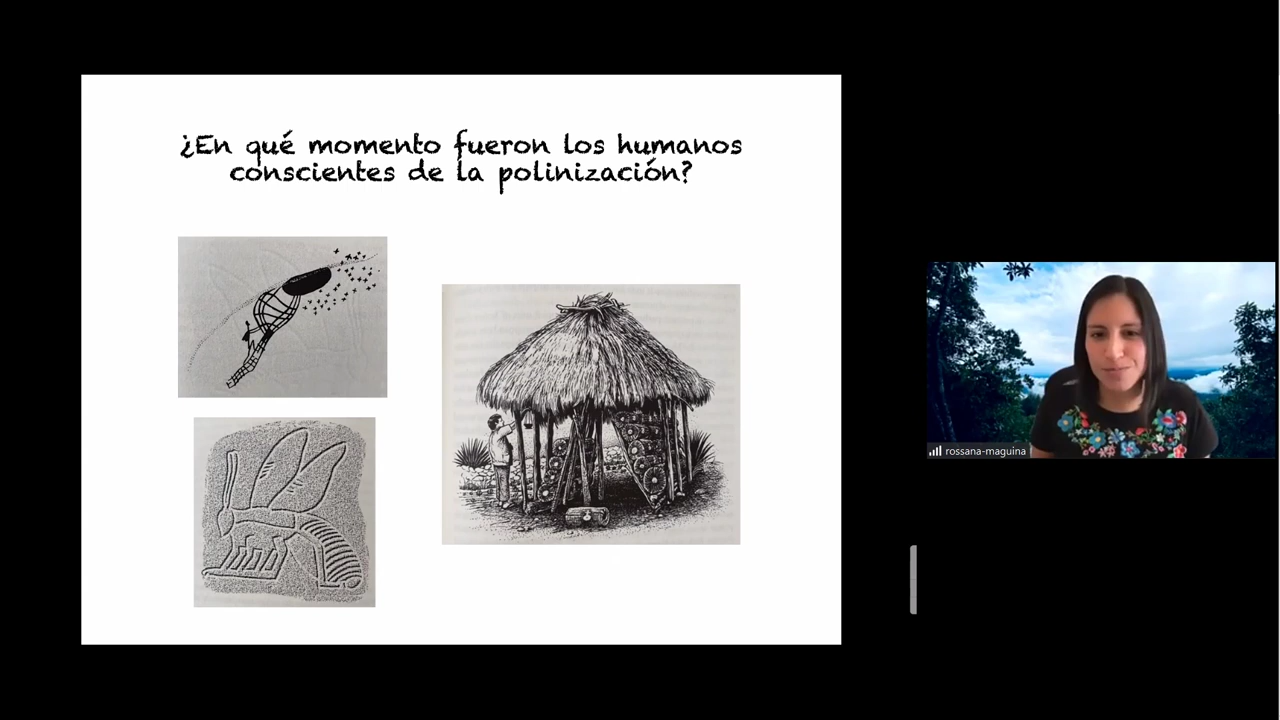 ¿En qué momento fueron los humanos
conscientes de la polinización?
rossana-maguina